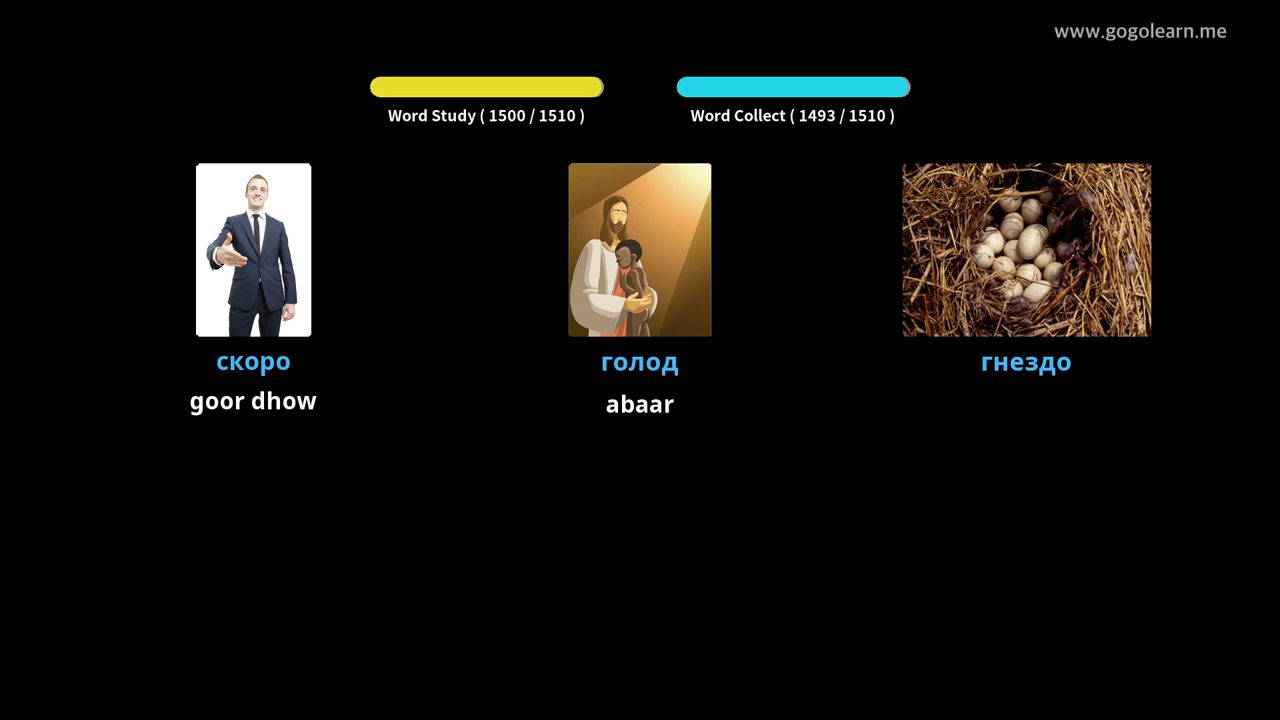 www.gogolearn.me
Word Study ( 1500 / 1510 )
Word Collect ( 1493 / 1510 )
скоро
голод
гнездо
goor dhow
abaar